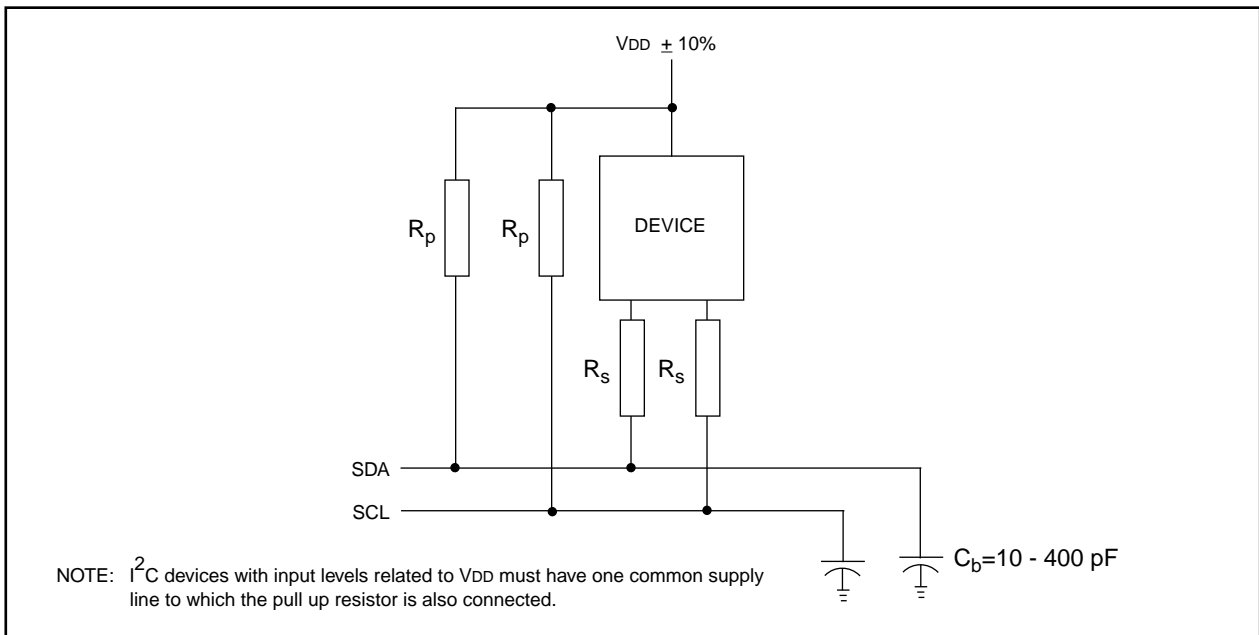 VDD ± 10%
DEVICE
Rp
Rp
Rs
Rs
SDA
SCL
Cb=10 - 400 pF
NOTE: I2C devices with input levels related to VDD must have one common supply
line to which the pull up resistor is also connected.